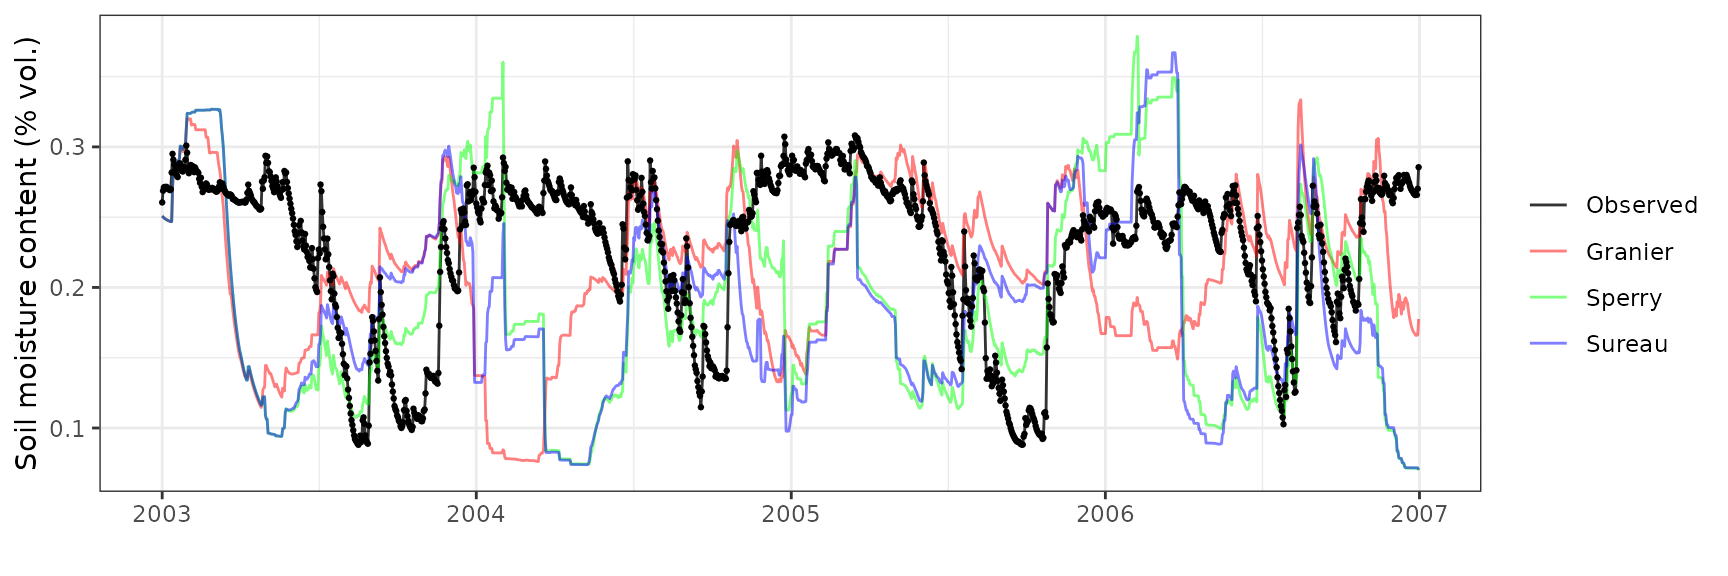 Soil moisture content (% vol.)
0.3
0.2
0.1
2003 2004 2005 2006 2007
Observed
Granier
Sperry
Sureau